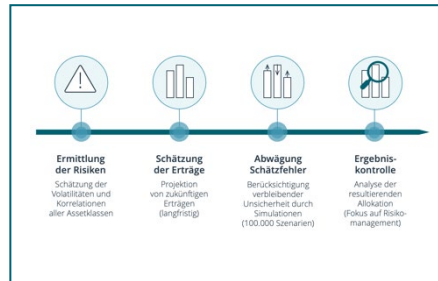 Ermittlung
der Risiken
Schätzung der
Volatilitäten und
Korrelationen
aller Assetklassen
Schätzung
der Erträge
Projektion
von zukünftigen
Erträgen
(langfristig)
Abwägung
Schätzfehler
Berücksichtigung
verbleibender
Unsicherheit durch
Simulationen
(100.000 Szenarien)
Ergebnis-
kontrolle
Analyse der
resultierenden
Allokation
(Fokus auf Risiko-
management)